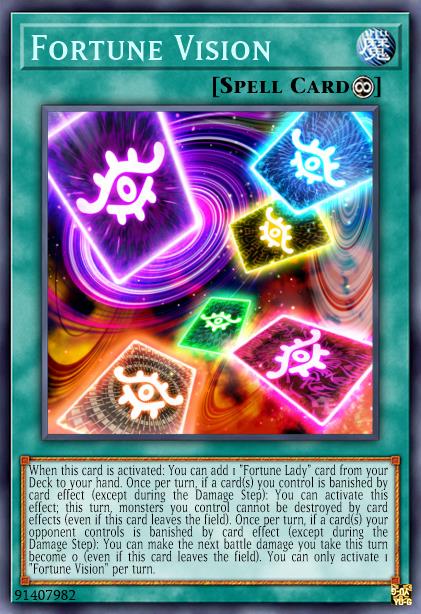 Fortune Vision
[Spell Card♾]
When this card is activated: You can add 1 "Fortune Lady" card from your
Deck to your hand. Once per turn, if a card(s) you control is banished by
card effect (except during the Damage Step): You can activate this
effect; this turn, monsters you control cannot be destroyed by card
effects (even if this card leaves the field). Once per turn, if a card(s) your
opponent controls is banished by card effect (except during the
Damage Step): You can make the next battle damage you take this turn
become 0 (even if this card leaves the field). You can only activate 1
"Fortune Vision" per turn.
91407982